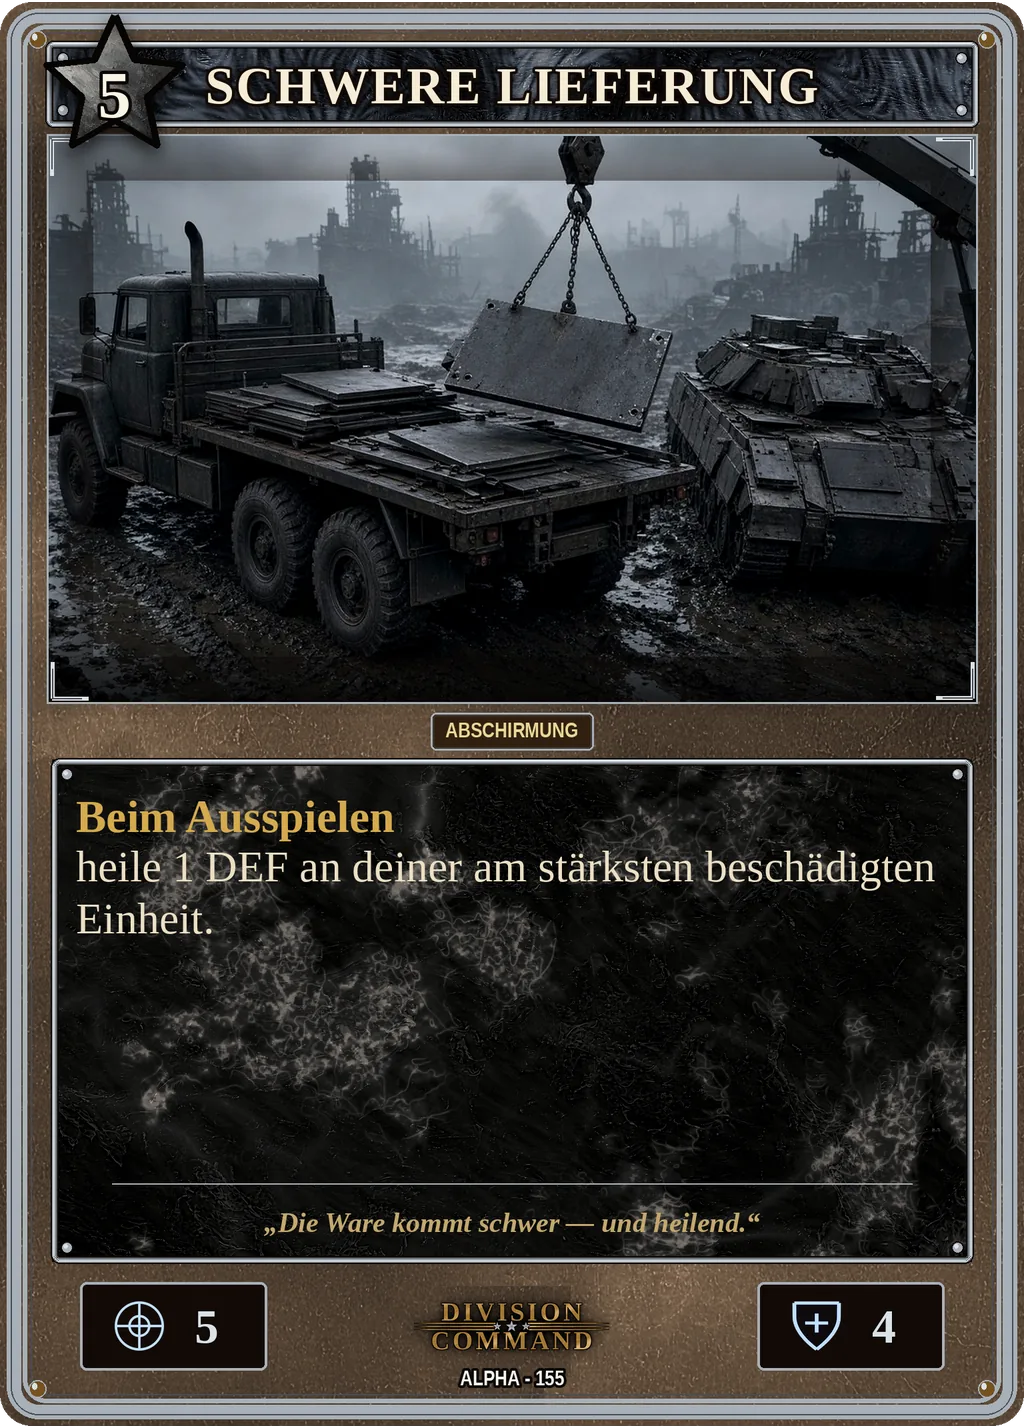 5
SCHWERE LIEFERUNG
ABSCHIRMUNG
Beim Ausspielen
heile 1 DEF an deiner am stärksten beschädigten
Einheit.
„Die Ware kommt schwer — und heilend.“
5
DIVISION
COMMAND
4
ALPHA - 155